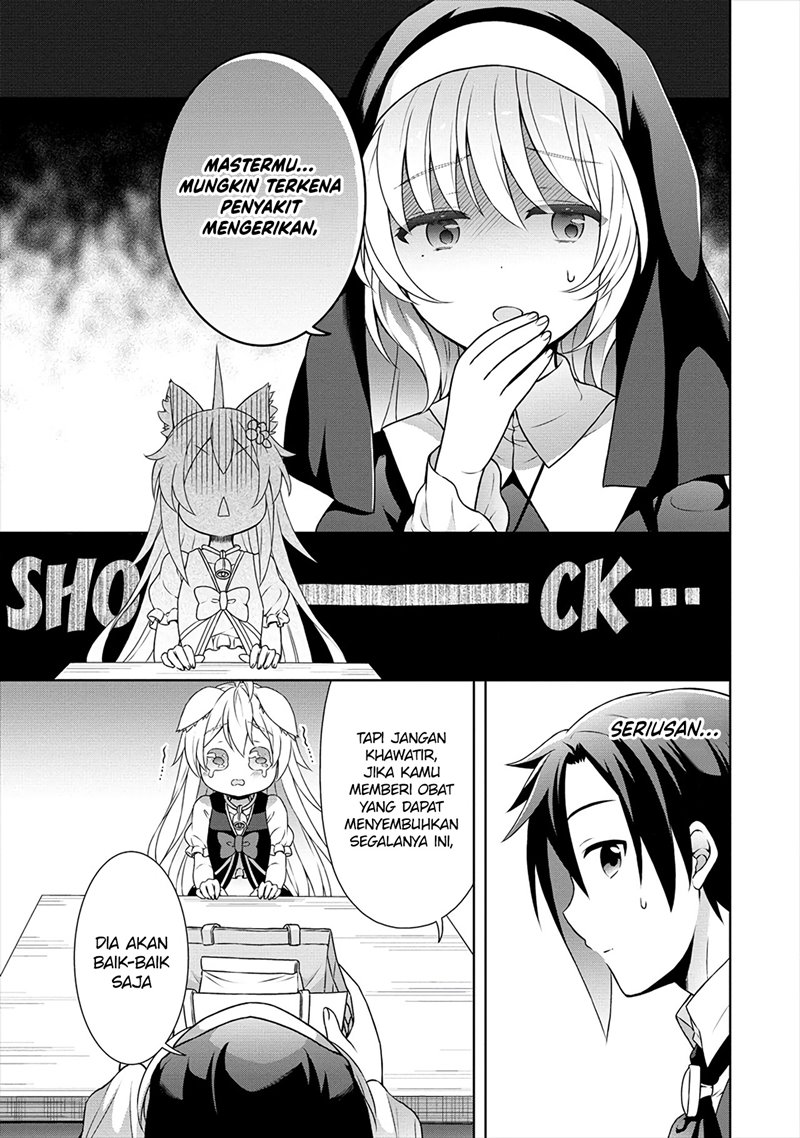 MASTERMU...
MUNGKIN TERKENA
PENYAKIT
MENGERIKAN,
SHO
CK...
SERIUSAN...
TAPI JANGAN
KHAWATIR,
JIKA KAMU
MEMBERI OBAT
YANG DAPAT
MENYEMBUHKAN
SEGALANYA INI,
DIA AKAN
BAIK-BAIK
SAJA